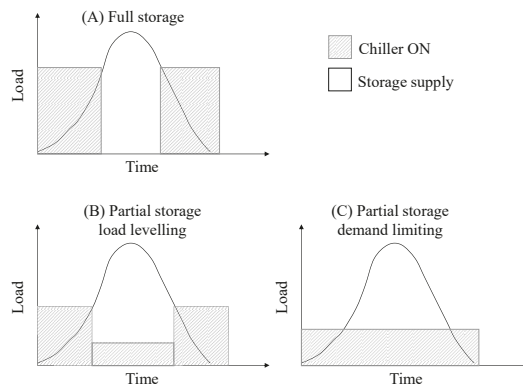 (A) Full storage
Load
Time
Chiller ON
Storage supply
(B) Partial storage
load levelling
Load
Time
(C) Partial storage
demand limiting
Load
Time